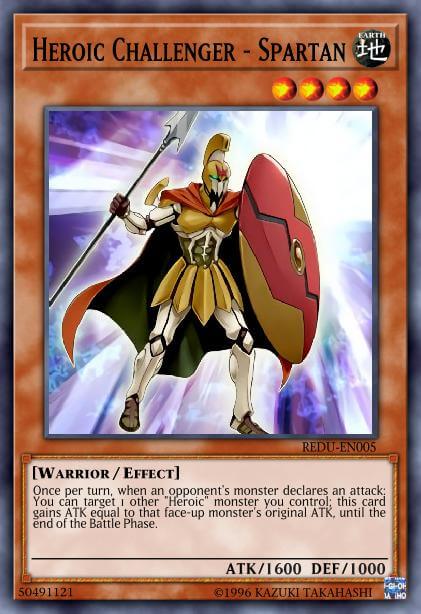 Heroic Challenger - Spartan
EARTH
地
REDU-EN005
[Warrior / Effect]
Once per turn, when an opponent's monster declares an attack:
You can target 1 other "Heroic" monster you control; this card
gains ATK equal to that face-up monster's original ATK, until the
end of the Battle Phase.
ATK/1600 DEF/1000
50491121
©1996 KAZUKI TAKAHASHI